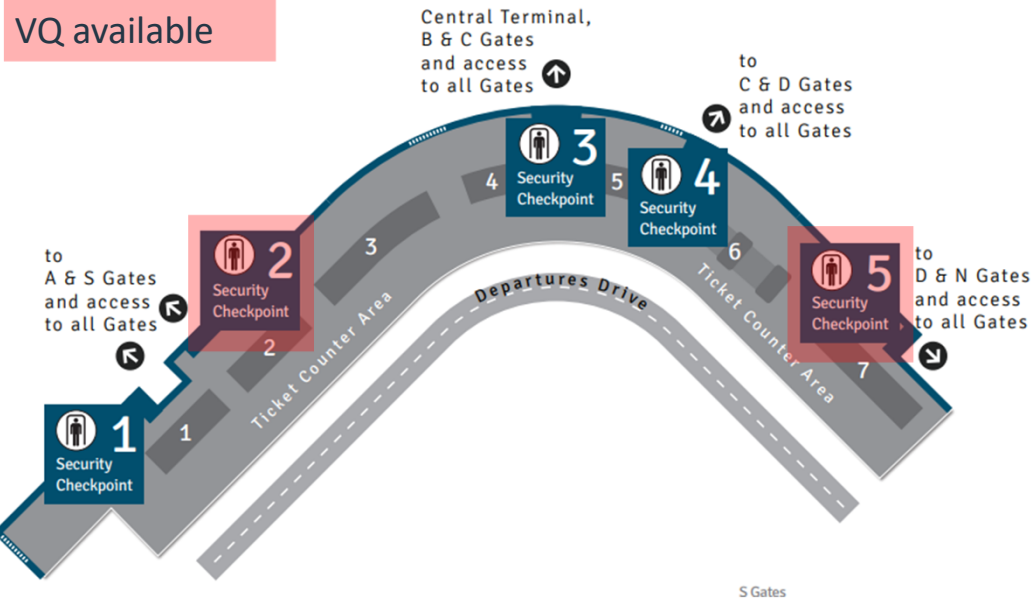 VQ available
Central Terminal,
B & C Gates
and access
to all Gates
to
C & D Gates
and access
to all Gates
3
Security
Checkpoint
4
Security
Checkpoint
4
5
2
Security
Checkpoint
3
6
5
Security
Checkpoint
to
A & S Gates
and access
to all Gates
to
D & N Gates
and access
to all Gates
Departures Drive
Ticket Counter Area
Ticket Counter Area
2
7
1
Security
Checkpoint
1
S Gates